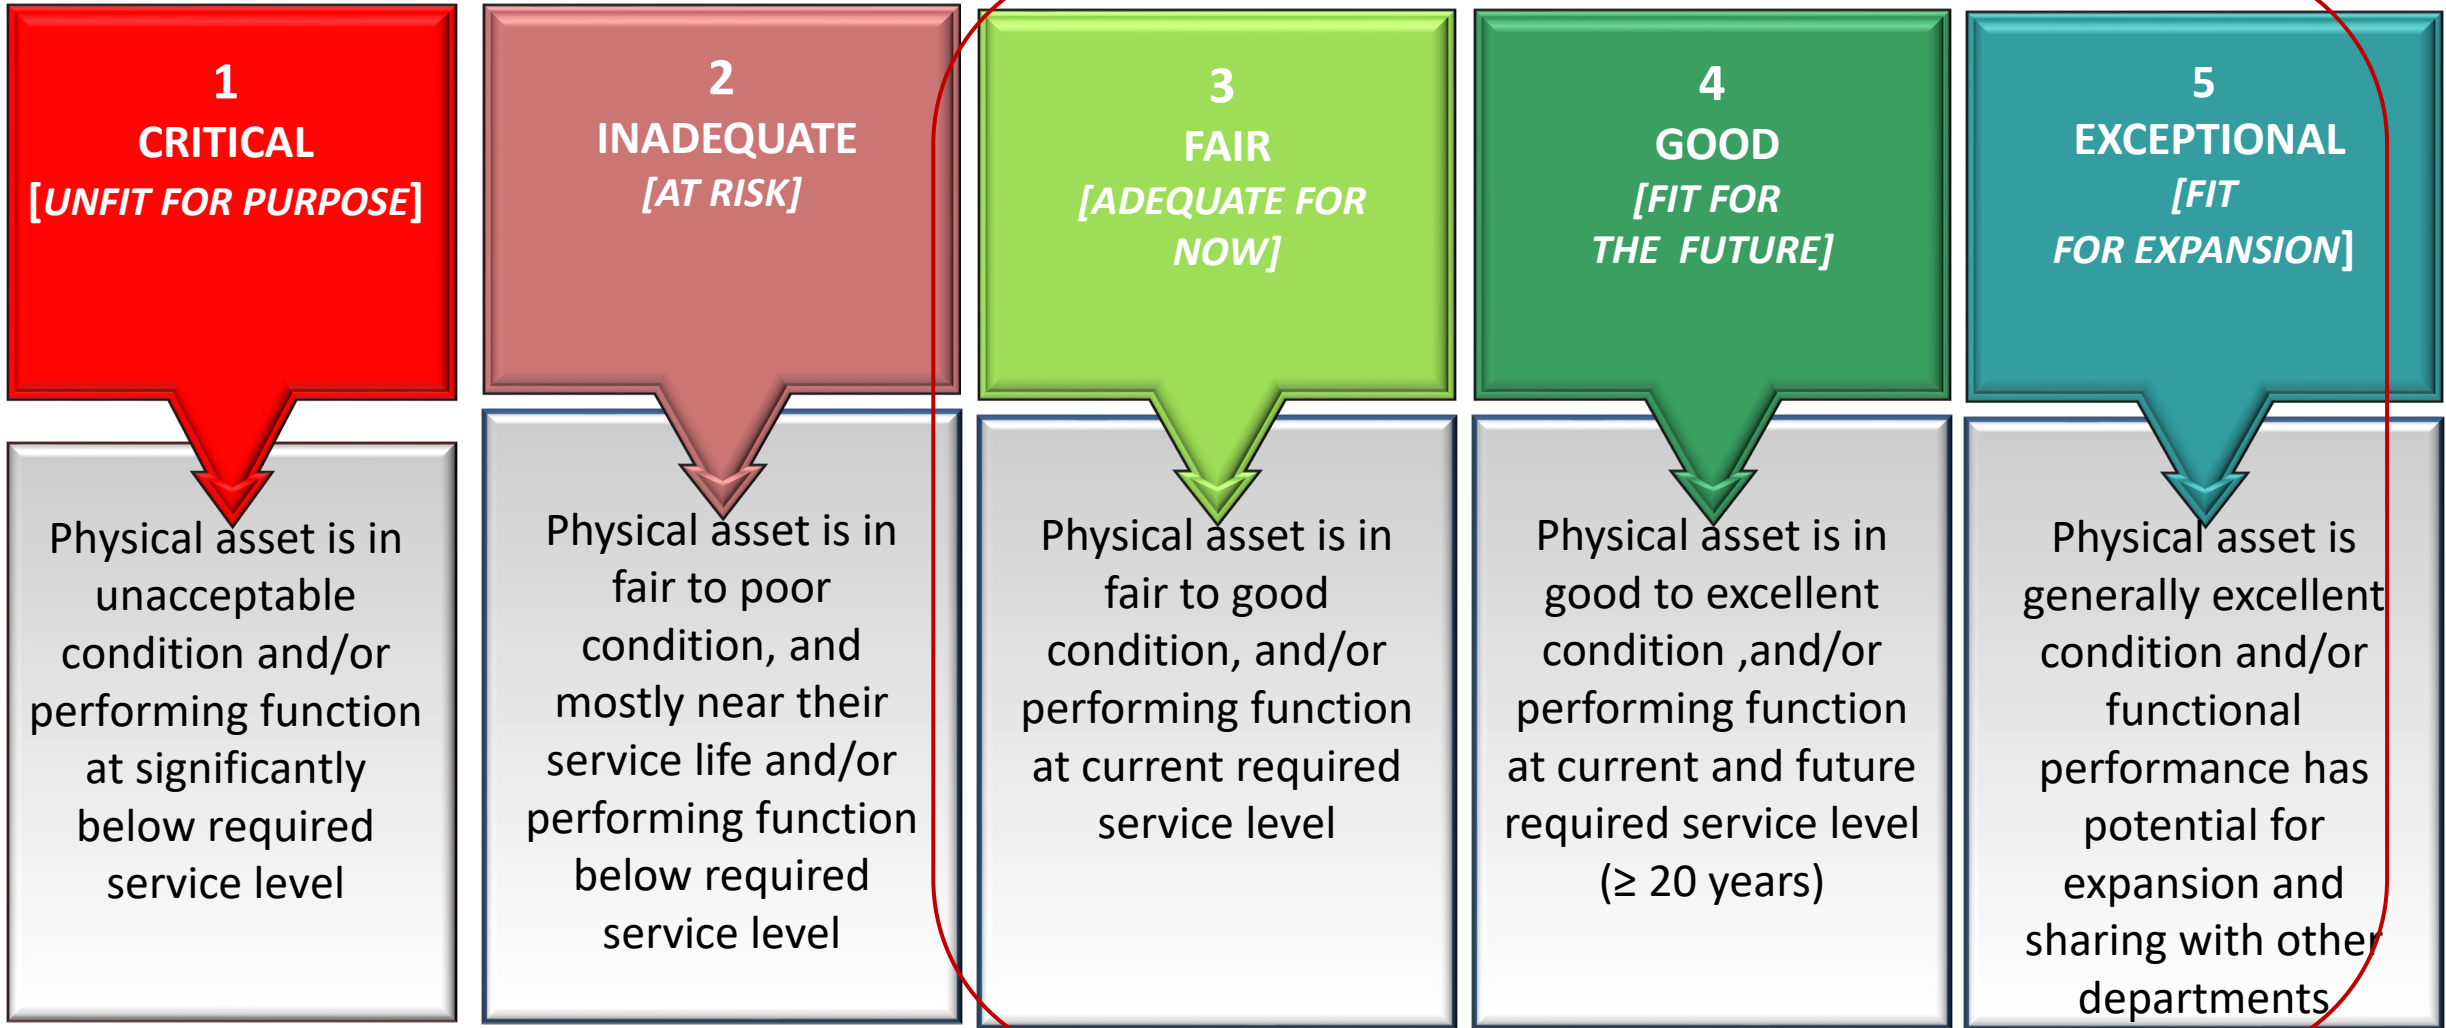 1
CRITICAL
[UNFIT FOR PURPOSE]
Physical asset is in
unacceptable
condition and/or
performing function
at significantly
below required
service level
2
INADEQUATE
[AT RISK]
Physical asset is in
fair to poor
condition, and
mostly near their
service life and/or
performing function
below required
service level
3
FAIR
[ADEQUATE FOR
NOW]
Physical asset is in
fair to good
condition, and/or
performing function
at current required
service level
4
GOOD
[FIT FOR
THE FUTURE]
Physical asset is in
good to excellent
condition ,and/or
performing function
at current and future
required service level
(≥ 20 years)
5
EXCEPTIONAL
[FIT
FOR EXPANSION]
Physical asset is
generally excellent
condition and/or
functional
performance has
potential for
expansion and
sharing with other
departments